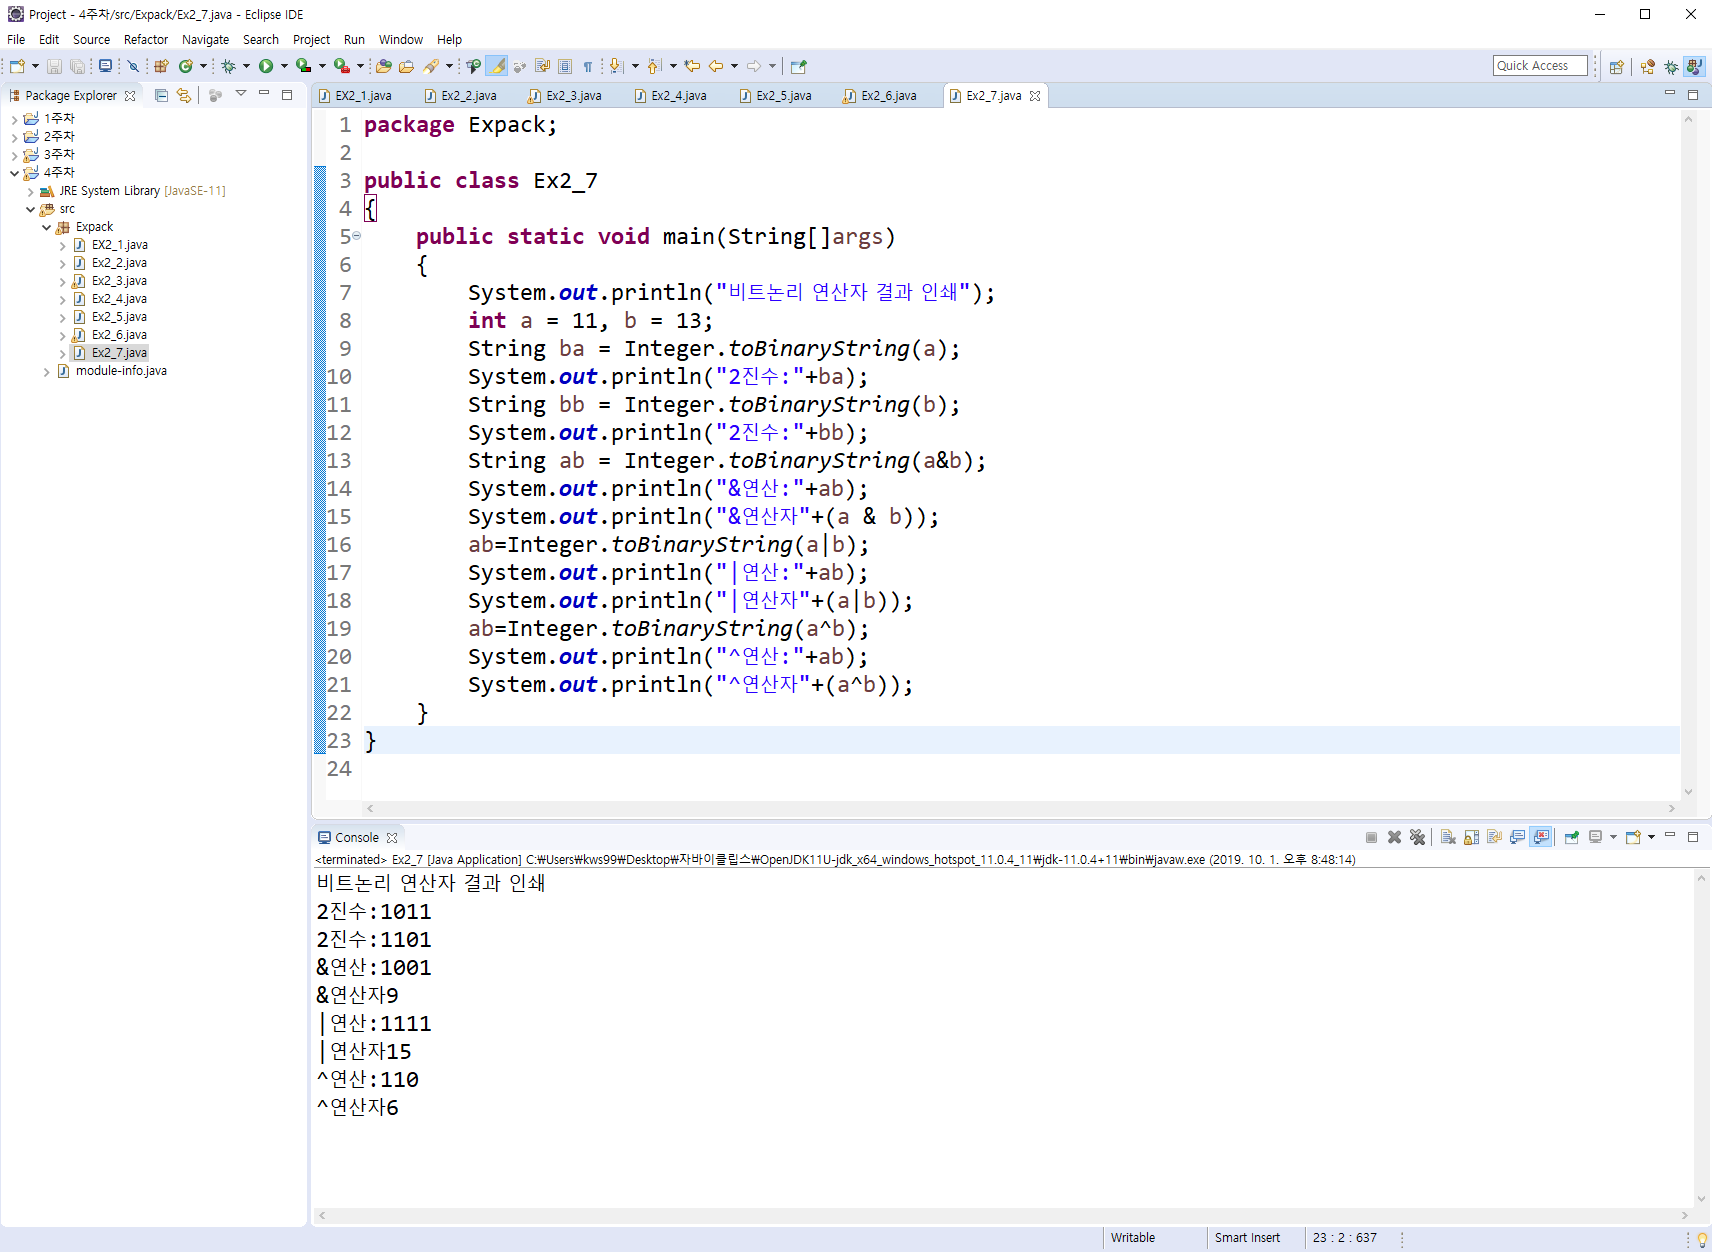 Project - 4주차/src/Expack/Ex2_7.java - Eclipse IDE
File Edit Source Refactor Navigate Search Project Run Window Help
Quick Access
Package Explorer
1주차
2주차
3주차
4주차
JRE System Library [JavaSE-11]
src
Expack
EX2_1.java
Ex2_2.java
Ex2_3.java
Ex2_4.java
Ex2_5.java
Ex2_6.java
Ex2_7.java
module-info.java
EX2_1.java Ex2_2.java Ex2_3.java Ex2_4.java Ex2_5.java Ex2_6.java Ex2_7.java
1 package Expack;
2
3 public class Ex2_7
4 {
5     public static void main(String[]args)
6     {
7         System.out.println("비트논리 연산자 결과 인쇄");
8         int a = 11, b = 13;
9         String ba = Integer.toBinaryString(a);
10         System.out.println("2진수:"+ba);
11         String bb = Integer.toBinaryString(b);
12         System.out.println("2진수:"+bb);
13         String ab = Integer.toBinaryString(a&b);
14         System.out.println("&연산:"+ab);
15         System.out.println("&연산자"+(a & b));
16         ab=Integer.toBinaryString(a|b);
17         System.out.println("|연산:"+ab);
18         System.out.println("|연산자"+(a|b));
19         ab=Integer.toBinaryString(a^b);
20         System.out.println("^연산:"+ab);
21         System.out.println("^연산자"+(a^b));
22     }
23 }
24
Console
<terminated> Ex2_7 [Java Application] C:₩Users₩kws99₩Desktop₩자바이클립스₩OpenJDK11U-jdk_x64_windows_hotspot_11.0.4_11₩jdk-11.0.4+11₩bin₩javaw.exe (2019. 10. 1. 오후 8:48:14)
비트논리 연산자 결과 인쇄
2진수:1011
2진수:1101
&연산:1001
&연산자9
|연산:1111
|연산자15
^연산:110
^연산자6
Writable Smart Insert 23 : 2 : 637